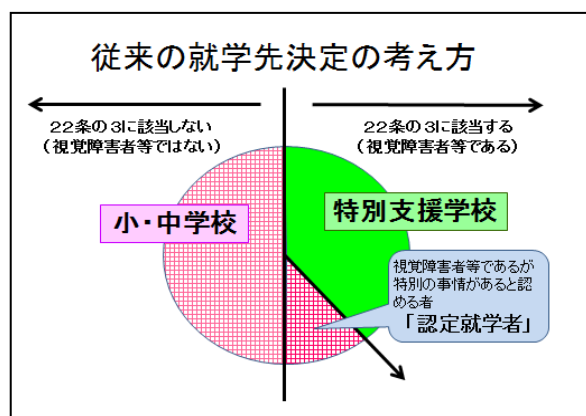 従来の就学先決定の考え方
22条の3に該当しない
(視覚障害者等ではない)
22条の3に該当する
(視覚障害者等である)
小・中学校
特別支援学校
視覚障害者等であるが
特別の事情があると認
める者
「認定就学者」